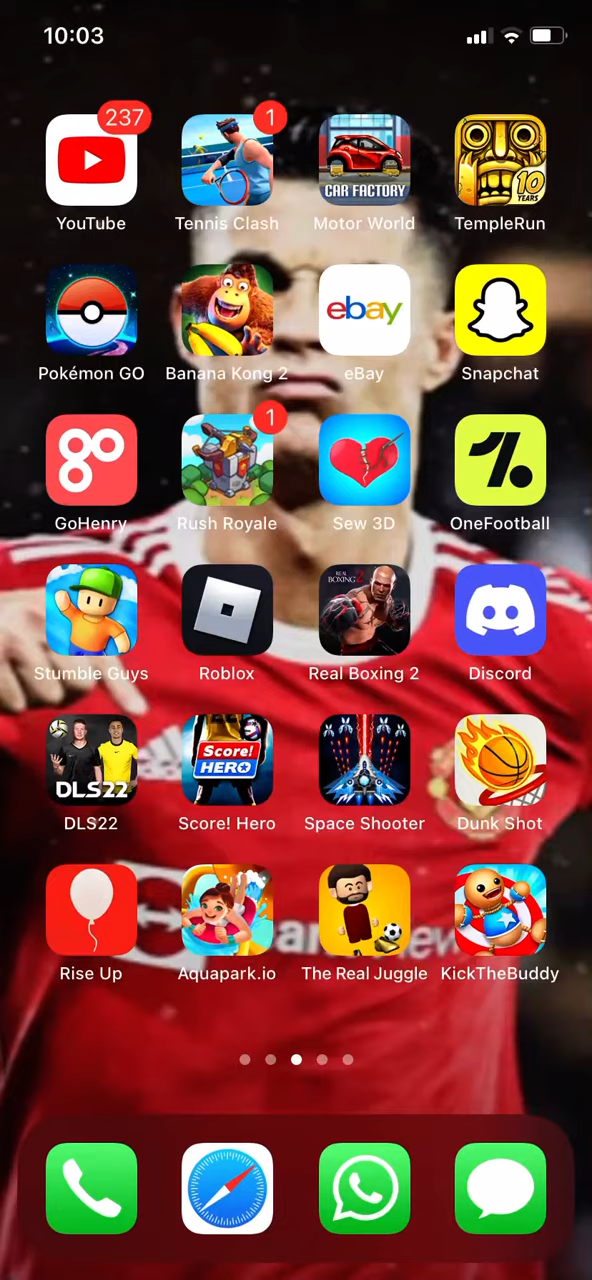 10:03
237
1
CAR FACTORY
10
YEARS
YouTube
Tennis Clash
Motor World
TempleRun
ebay
Pokémon GO
Banana Kong 2
eBay
Snapchat
1
GoHenry
Rush Royale
Sew 3D
OneFootball
REAL
BOXING 2
Stumble Guys
Roblox
Real Boxing 2
Discord
DLS22
Score!
HERO
DLS22
Score! Hero
Space Shooter
Dunk Shot
Rise Up
Aquapark.io
The Real Juggle
KickTheBuddy